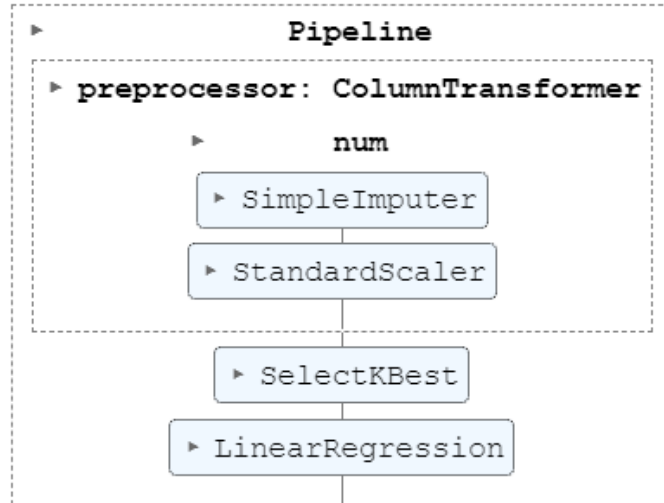 Pipeline
preprocessor: ColumnTransformer
num
SimpleImputer
StandardScaler
SelectKBest
LinearRegression